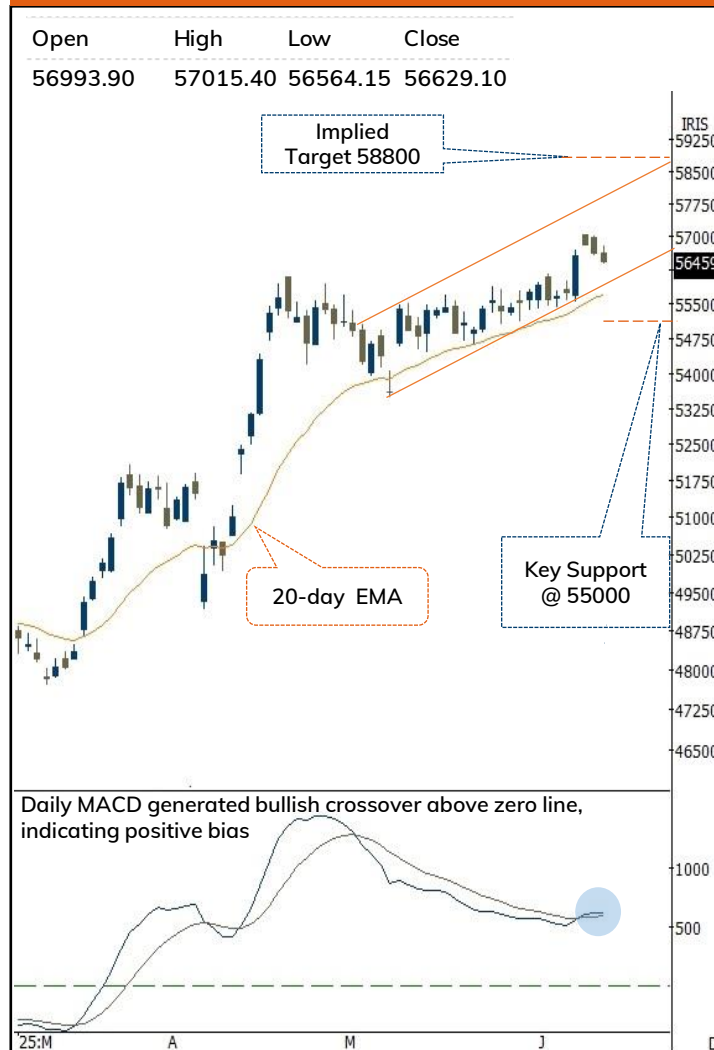 Open High Low Close
56993.90 57015.40 56564.15 56629.10
Implied
Target 58800
IRIS
59250
58500
57750
57000
56459
55500
54750
54000
53250
52500
51750
51000
50250
49500
48750
48000
47250
46500
20-day EMA
Key Support
@ 55000
Daily MACD generated bullish crossover above zero line,
indicating positive bias
1000
500
25:M A M J D